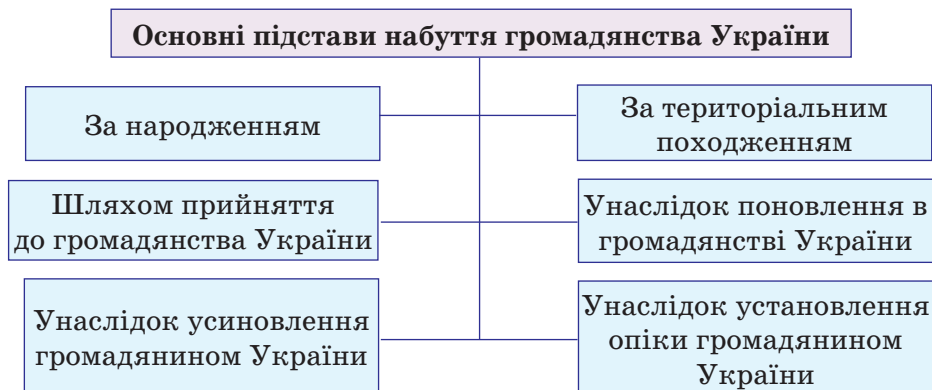 Основні підстави набуття громадянства України
За народженням
За територіальним
походженням
Шляхом прийняття
до громадянства України
Унаслідок поновлення в
громадянстві України
Унаслідок усиновлення
громадянином України
Унаслідок установлення
опіки громадянином
України